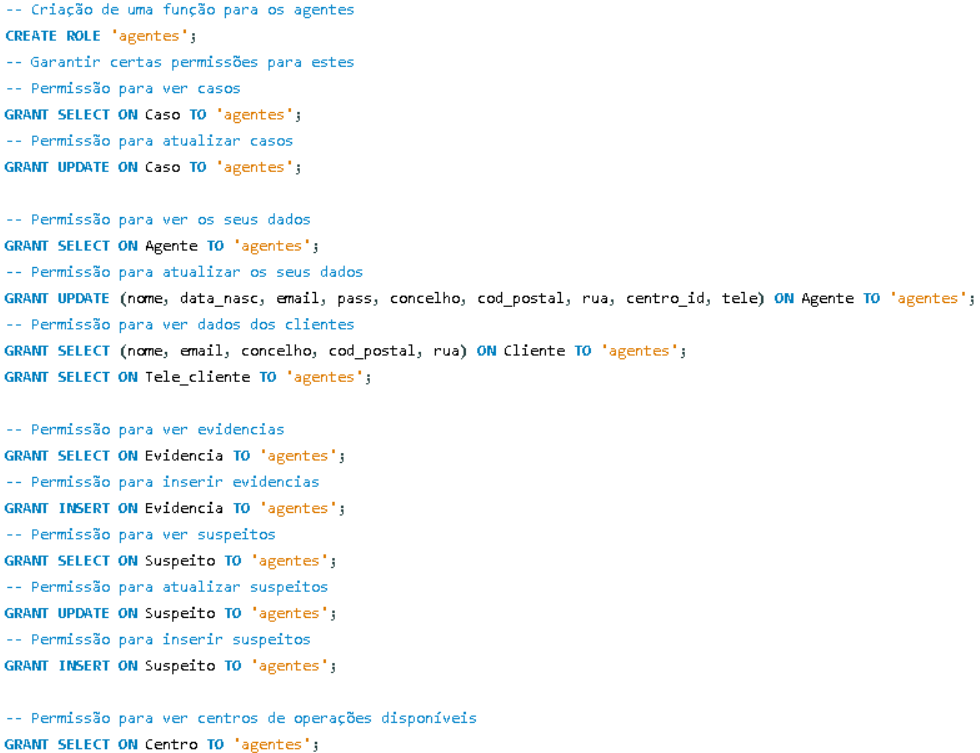 -- Criação de uma função para os agentes
CREATE ROLE 'agentes';
-- Garantir certas permissões para estes
-- Permissão para ver casos
GRANT SELECT ON Caso TO 'agentes';
-- Permissão para atualizar casos
GRANT UPDATE ON Caso TO 'agentes';
-- Permissão para ver os seus dados
GRANT SELECT ON Agente TO 'agentes';
-- Permissão para atualizar os seus dados
GRANT UPDATE (nome, data_nasc, email, pass, concelho, cod_postal, rua, centro_id, tele) ON Agente TO 'agentes';
-- Permissão para ver dados dos clientes
GRANT SELECT (nome, email, concelho, cod_postal, rua) ON Cliente TO 'agentes';
GRANT SELECT ON Tele_cliente TO 'agentes';
-- Permissão para ver evidencias
GRANT SELECT ON Evidencia TO 'agentes';
-- Permissão para inserir evidencias
GRANT INSERT ON Evidencia TO 'agentes';
-- Permissão para ver suspeitos
GRANT SELECT ON Suspeito TO 'agentes';
-- Permissão para atualizar suspeitos
GRANT UPDATE ON Suspeito TO 'agentes';
-- Permissão para inserir suspeitos
GRANT INSERT ON Suspeito TO 'agentes';
-- Permissão para ver centros de operações disponíveis
GRANT SELECT ON Centro TO 'agentes';